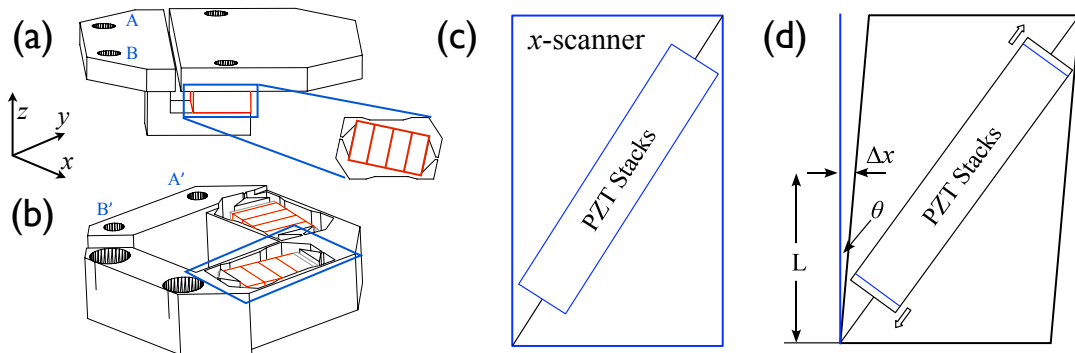 (a)
A
B
z
y
x
(b)
A′
B′
(c)
x-scanner
PZT Stacks
(d)
Δx
θ
L
PZT Stacks